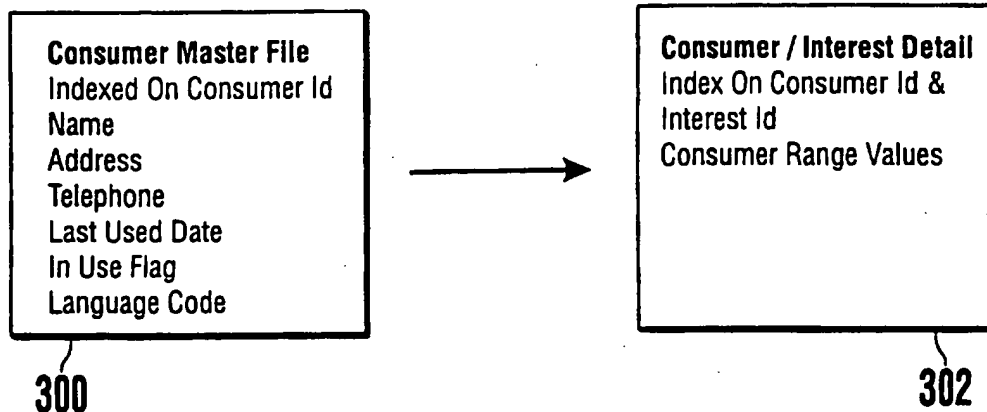 Consumer Master File
Indexed On Consumer Id
Name
Address
Telephone
Last Used Date
In Use Flag
Language Code
300
Consumer / Interest Detail
Index On Consumer Id &
Interest Id
Consumer Range Values
302